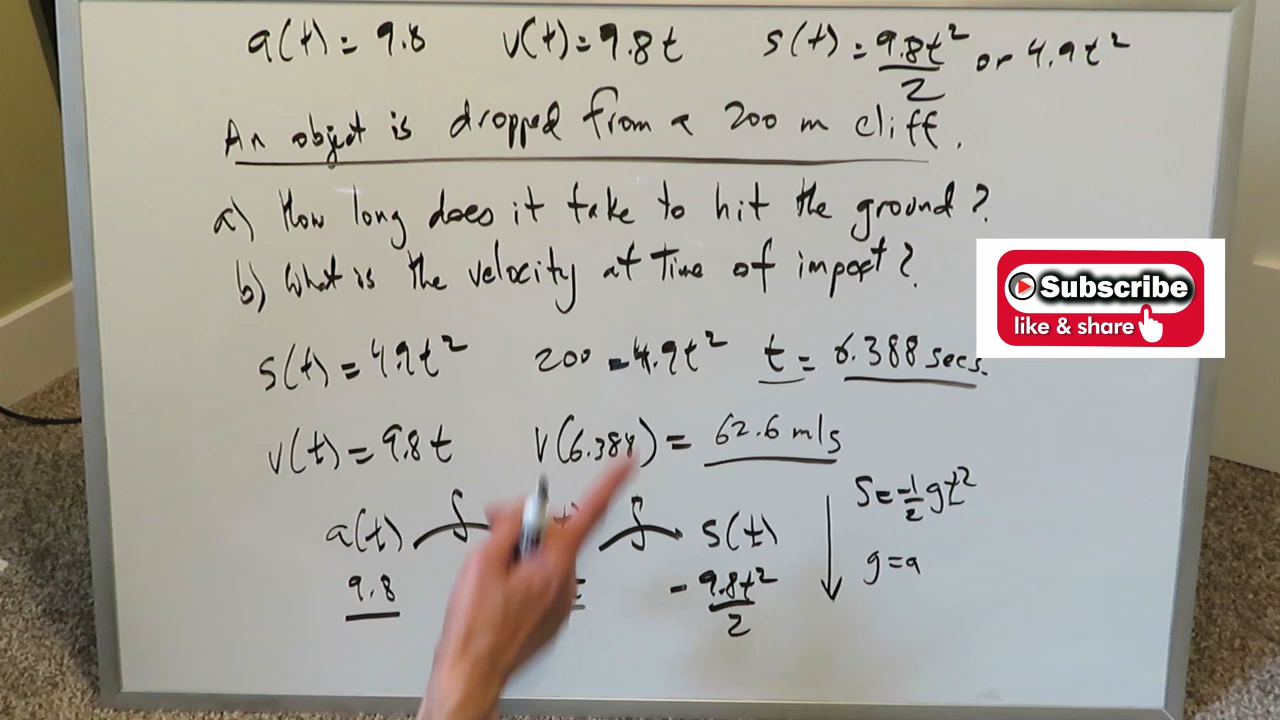 a(t) = 9.8 v(t) = 9.8t s(t) = 9.8t²/2 or 4.9t²
An object is dropped from a 200 m cliff.
a) How long does it take to hit the ground?
b) What is the velocity at time of impact?
Subscribe
like & share
s(t) = 4.9t² 200 = 4.9t² t = 6.388 secs.
v(t) = 9.8t v(6.388) = 62.6 m/s
a(t) ∫ ∫ s(t) s = -1/2 gt²
9.8 - 9.8t²/2 g = a